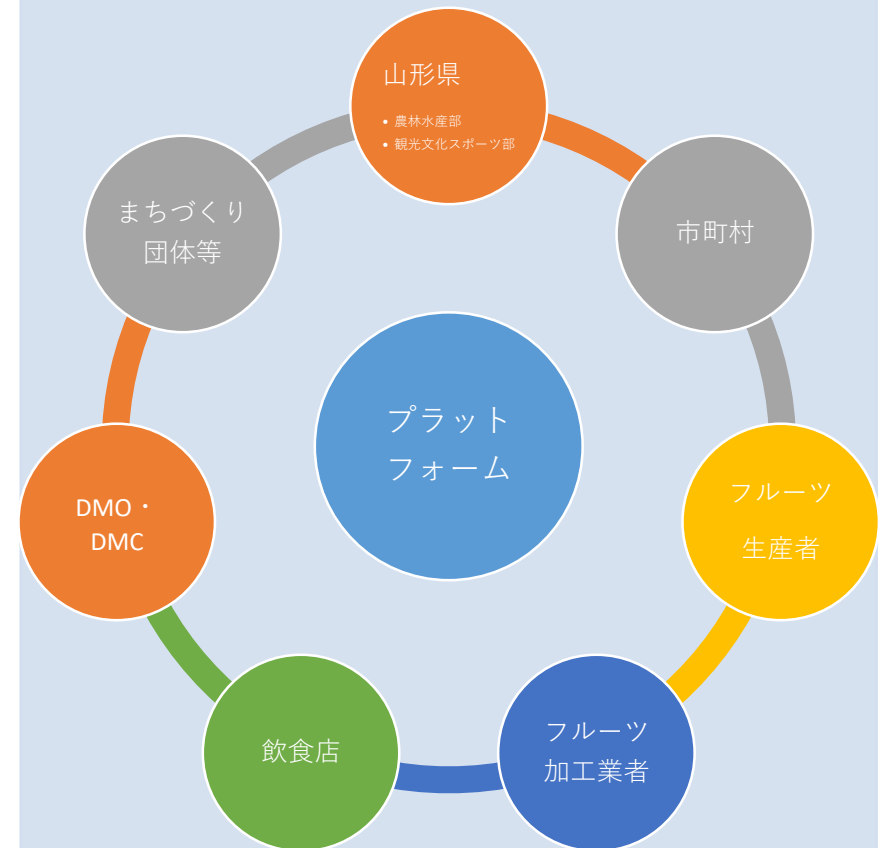 山形県
• 農林水産部
• 観光文化スポーツ部
市町村
フルーツ
生産者
フルーツ
加工業者
飲食店
DMO・
DMC
まちづくり
団体等
プラット
フォーム